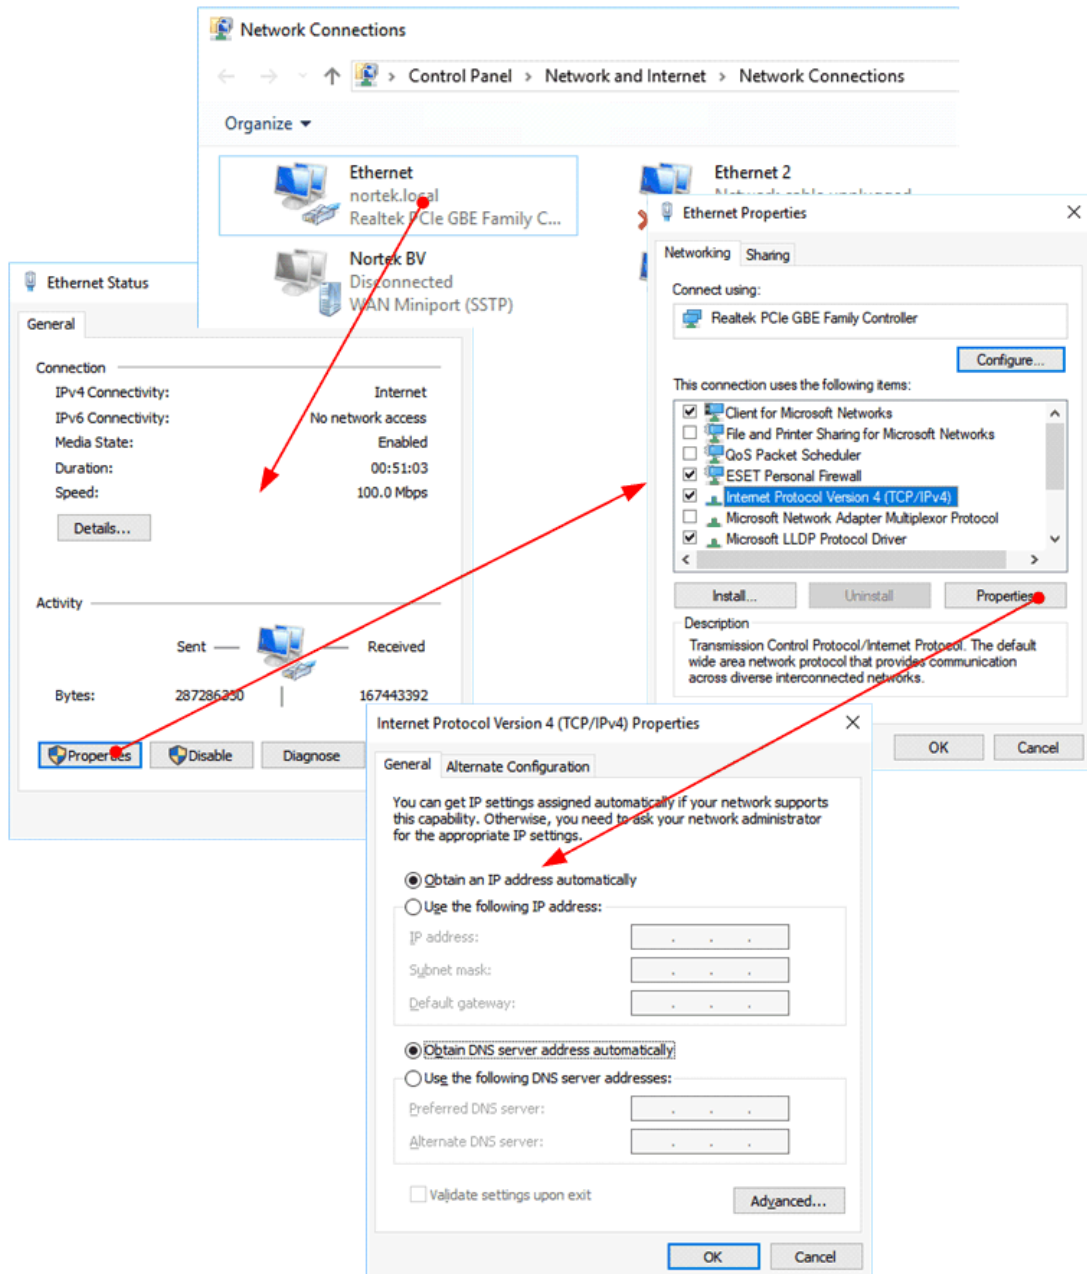 Network Connections
Control Panel > Network and Internet > Network Connections
Organize
Ethernet
nortek.local
Realtek PCIe GBE Family C...
Ethernet 2
Network cable unplugged
Nortek BV
Disconnected
WAN Miniport (SSTP)
Ethernet Status
General
Connection
IPv4 Connectivity: Internet
IPv6 Connectivity: No network access
Media State: Enabled
Duration: 00:51:03
Speed: 100.0 Mbps
Details...
Activity
Sent Received
Bytes: 287286330 167443392
Properties Disable Diagnose
Ethernet Properties
Networking Sharing
Connect using:
Realtek PCIe GBE Family Controller
Configure...
This connection uses the following items:
Client for Microsoft Networks
File and Printer Sharing for Microsoft Networks
QoS Packet Scheduler
ESET Personal Firewall
Internet Protocol Version 4 (TCP/IPv4)
Microsoft Network Adapter Multiplexor Protocol
Microsoft LLDP Protocol Driver
Install... Uninstall Properties
Description
Transmission Control Protocol/Internet Protocol. The default
wide area network protocol that provides communication
across diverse interconnected networks.
OK Cancel
Internet Protocol Version 4 (TCP/IPv4) Properties
General Alternate Configuration
You can get IP settings assigned automatically if your network supports
this capability. Otherwise, you need to ask your network administrator
for the appropriate IP settings.
Obtain an IP address automatically
Use the following IP address:
IP address:
Subnet mask:
Default gateway:
Obtain DNS server address automatically
Use the following DNS server addresses:
Preferred DNS server:
Alternate DNS server:
Validate settings upon exit
Advanced...
OK Cancel